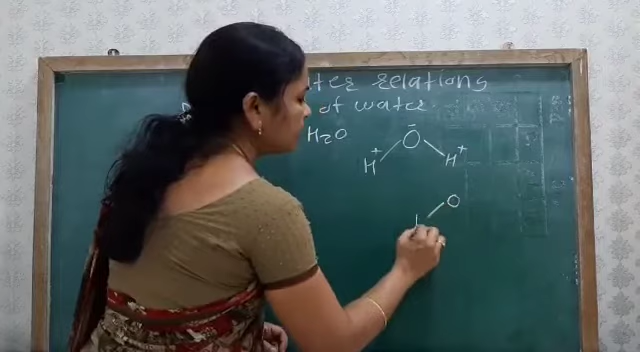 relations
of water
H2O
Ō
H+ H+
O